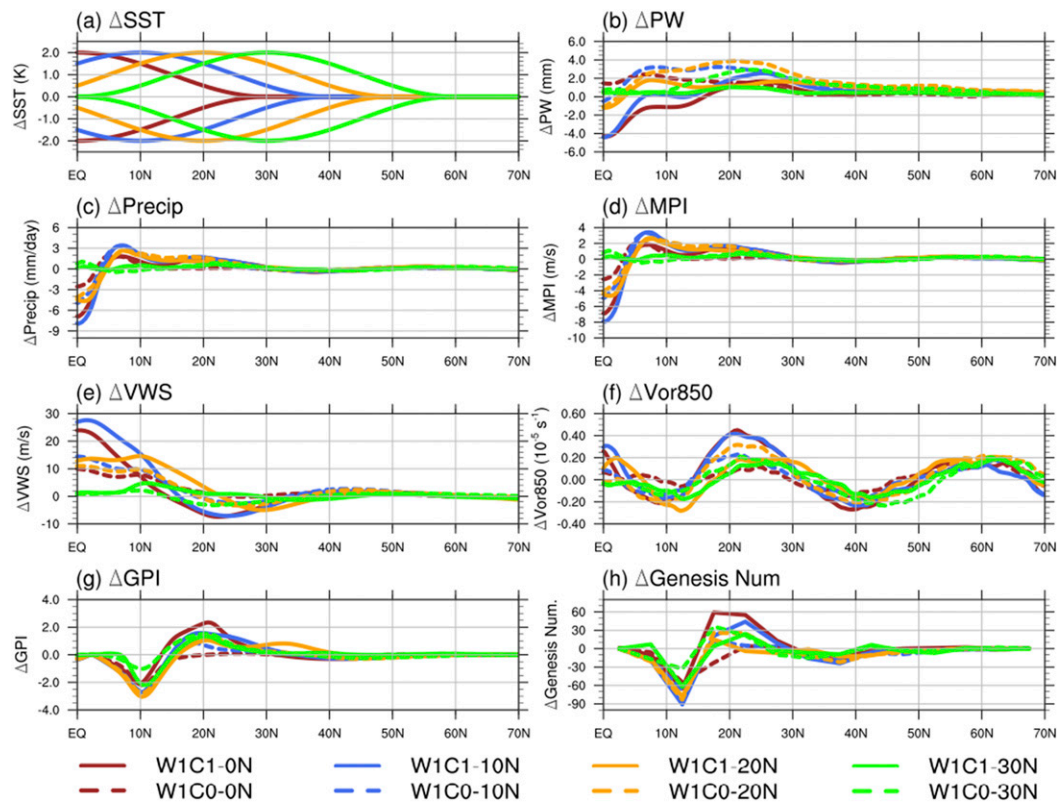 (a) ΔSST
(b) ΔPW
ΔSST (K)
2.0
1.0
0.0
-1.0
-2.0
EQ 10N 20N 30N 40N 50N 60N 70N
ΔPW (mm)
6.0
4.0
2.0
0.0
-2.0
-4.0
-6.0
EQ 10N 20N 30N 40N 50N 60N 70N
(c) ΔPrecip
(d) ΔMPI
ΔPrecip (mm/day)
6
3
0
-3
-6
-9
EQ 10N 20N 30N 40N 50N 60N 70N
ΔMPI (m/s)
4
2
0
-2
-4
-6
-8
-10
EQ 10N 20N 30N 40N 50N 60N 70N
(e) ΔVWS
(f) ΔVor850
ΔVWS (m/s)
30
20
10
0
-10
EQ 10N 20N 30N 40N 50N 60N 70N
ΔVor850 (10⁻⁵ s⁻¹)
0.60
0.40
0.20
0.00
-0.20
-0.40
EQ 10N 20N 30N 40N 50N 60N 70N
(g) ΔGPI
(h) ΔGenesis Num
ΔGPI
4.0
2.0
0.0
-2.0
-4.0
EQ 10N 20N 30N 40N 50N 60N 70N
ΔGenesis Num.
60
30
0
-30
-60
-90
EQ 10N 20N 30N 40N 50N 60N 70N
W1C1-0N W1C1-10N W1C1-20N W1C1-30N
W1C0-0N W1C0-10N W1C0-20N W1C0-30N